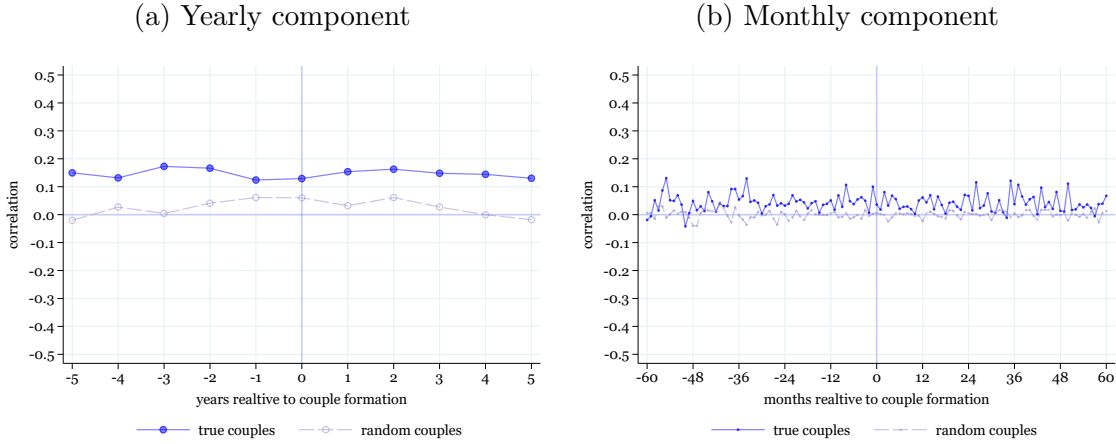 (a) Yearly component
0.5
0.4
0.3
0.2
0.1
0.0
-0.1
-0.2
-0.3
-0.4
-0.5
correlation
-5 -4 -3 -2 -1 0 1 2 3 4 5
years realtive to couple formation
true couples random couples
(b) Monthly component
0.5
0.4
0.3
0.2
0.1
0.0
-0.1
-0.2
-0.3
-0.4
-0.5
correlation
-60 -48 -36 -24 -12 0 12 24 36 48 60
months realtive to couple formation
true couples random couples